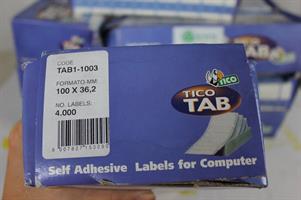 CODE
TAB1-1003
FORMATO-MM
100 X 36,2
NO. LABELS:
4.000
TICO
TICO
TAB
Self Adhesive Labels for Computer